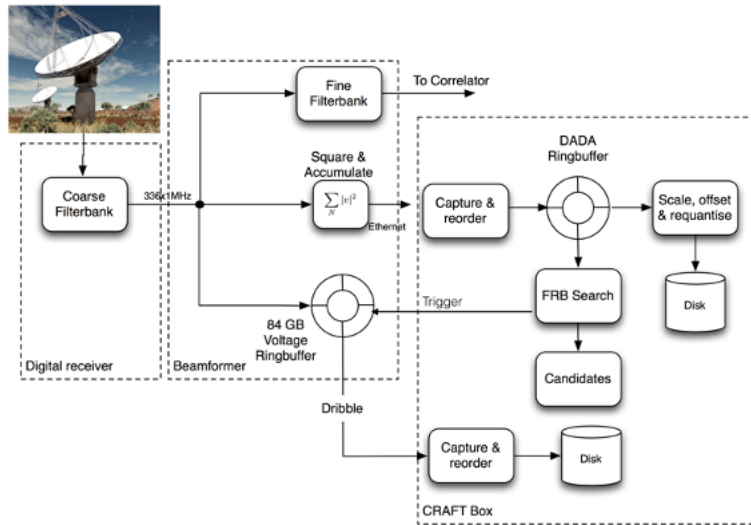 Fine
Filterbank
To Correlator
DADA
Ringbuffer
Square &
Accumulate
Coarse
Filterbank
336x1MHz
∑ |v|²
N
Ethernet
Capture &
reorder
Scale, offset
& requantise
FRB Search
Disk
Trigger
84 GB
Voltage
Ringbuffer
Digital receiver
Beamformer
Candidates
Dribble
Capture &
reorder
Disk
CRAFT Box